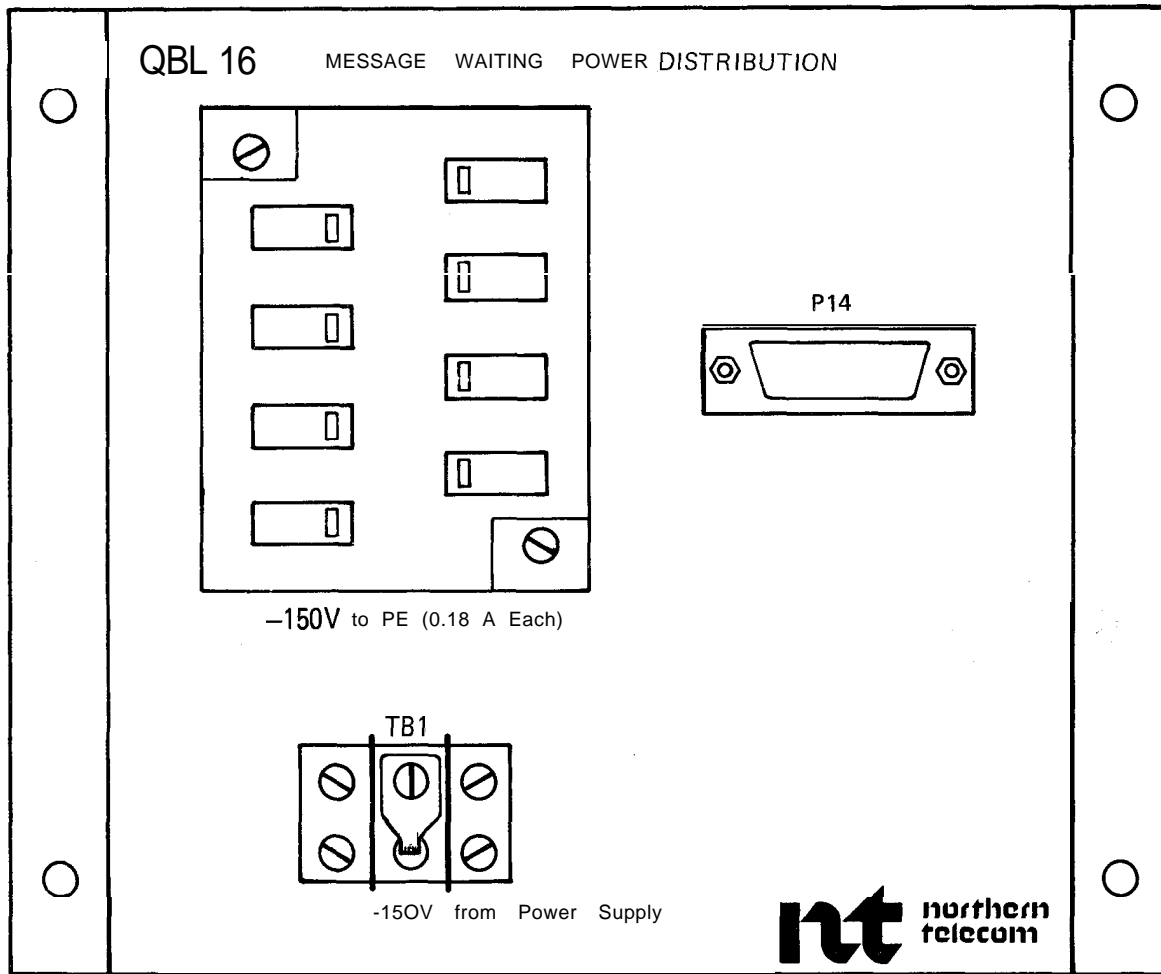 QBL 16 MESSAGE WAITING POWER DISTRIBUTION
P14
–150V to PE (0.18 A Each)
TB1
-15OV from Power Supply
nt northern
telecom